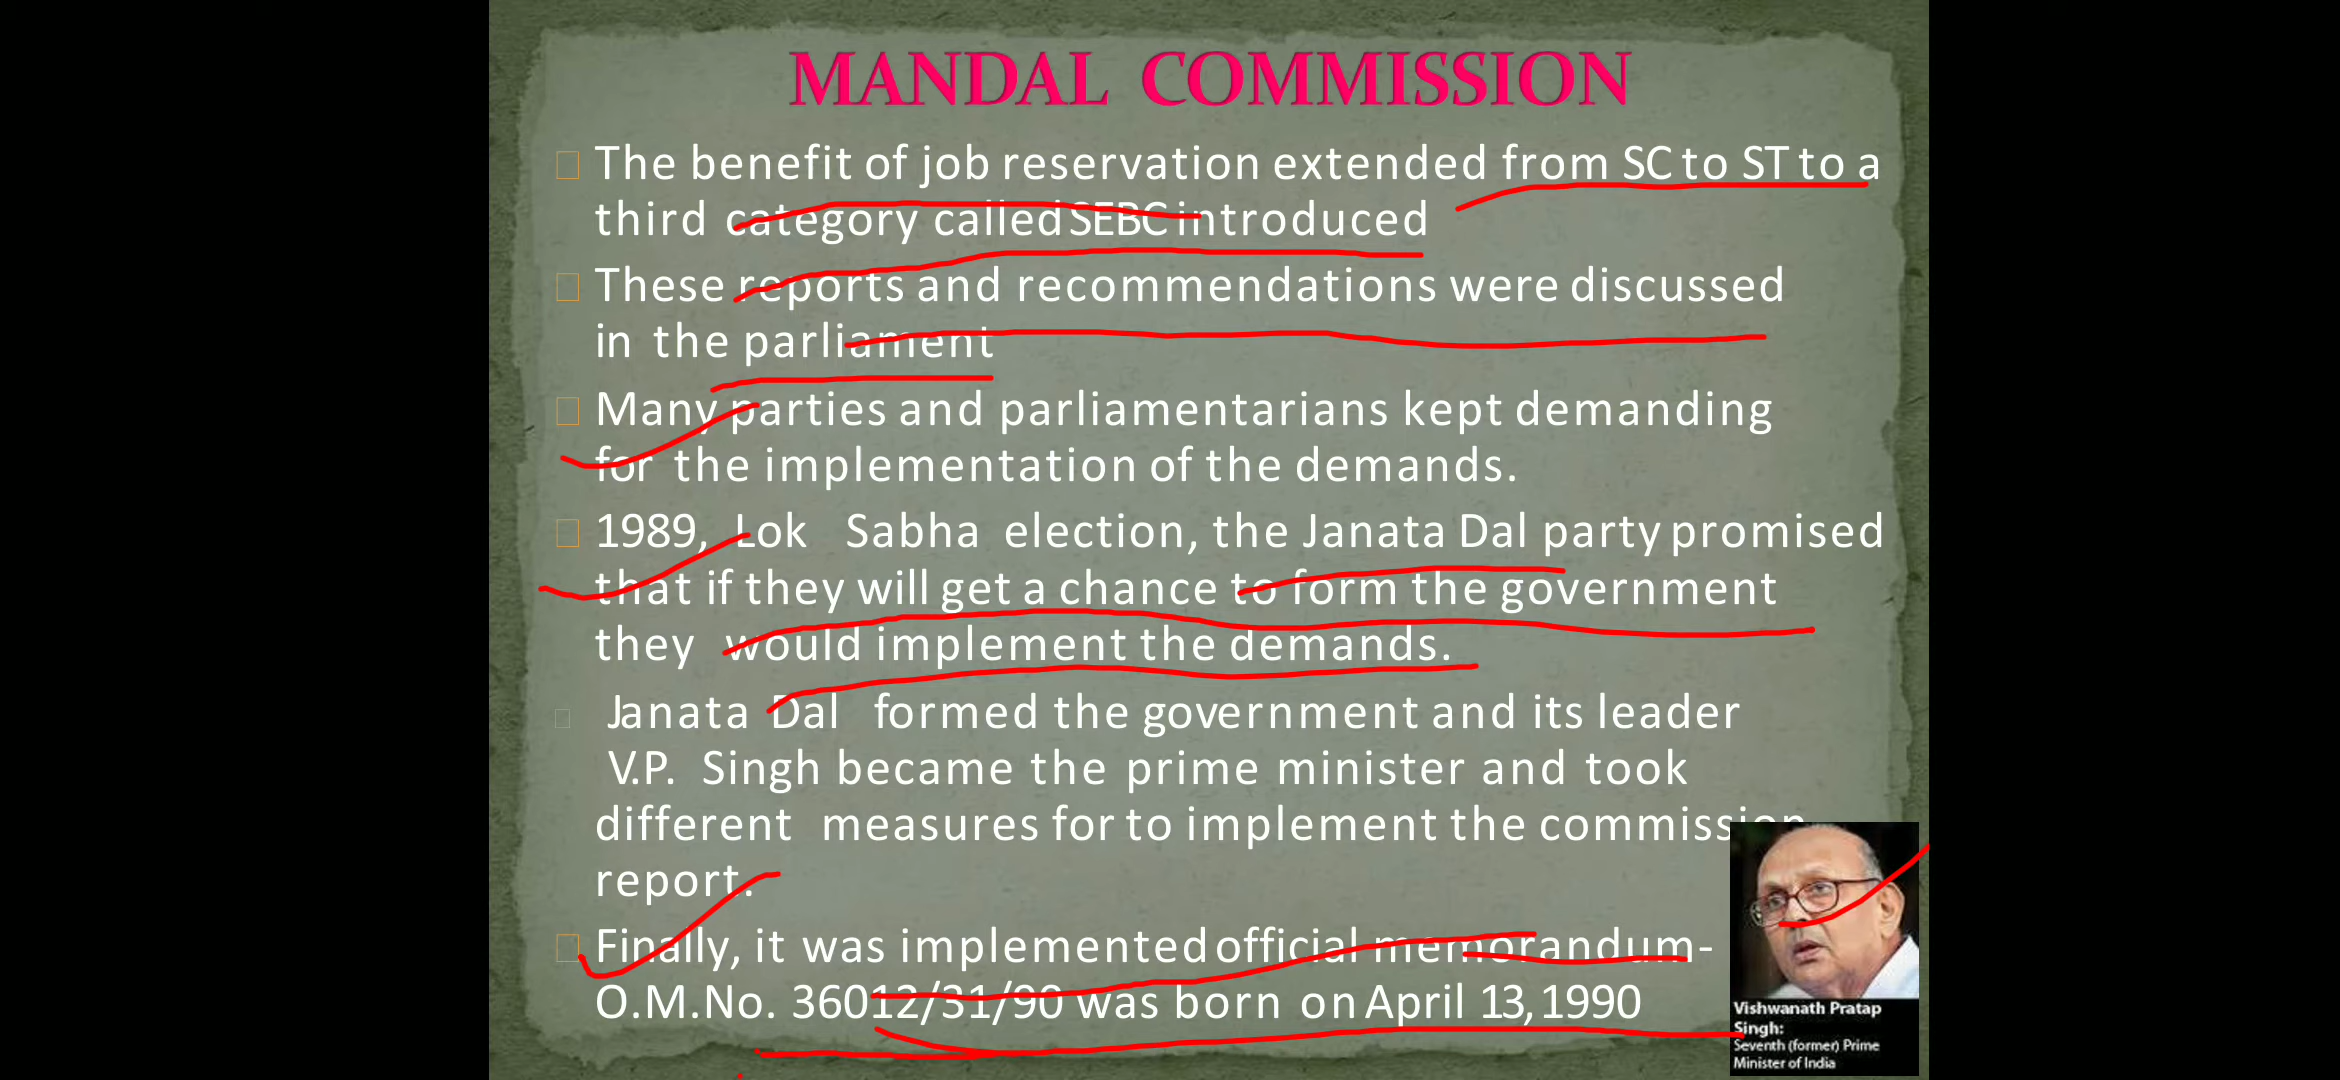 MANDAL COMMISSION
The benefit of job reservation extended from SC to ST to a
third category called SEBC introduced
These reports and recommendations were discussed
in the parliament
Many parties and parliamentarians kept demanding
for the implementation of the demands.
1989, Lok Sabha election, the Janata Dal party promised
that if they will get a chance to form the government
they would implement the demands.
Janata Dal formed the government and its leader
V.P. Singh became the prime minister and took
different measures for to implement the commission
report.
Finally, it was implemented official memorandum-
O.M.No. 36012/31/90 was born on April 13, 1990
Vishwanath Pratap
Singh:
Seventh (former) Prime
Minister of India